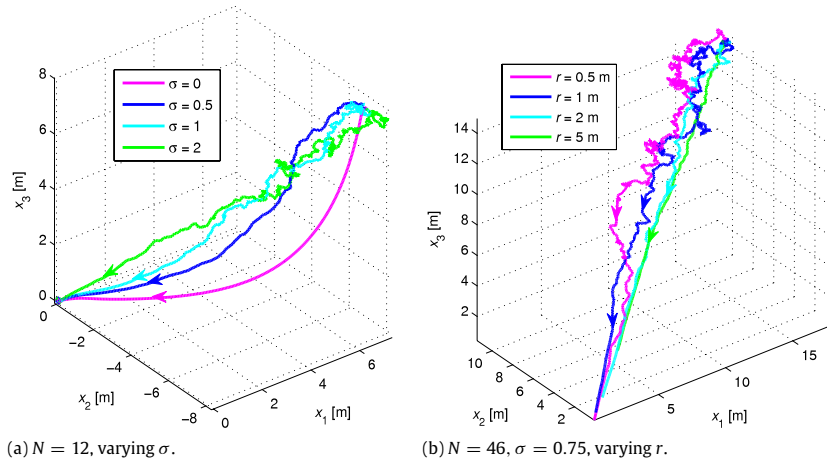 8
6
4
2
0
x3 [m]
σ = 0
σ = 0.5
σ = 1
σ = 2
0
−2
−4
−6
−8
x2 [m]
0
2
4
6
x1 [m]
(a) N = 12, varying σ.
r = 0.5 m
r = 1 m
r = 2 m
r = 5 m
14
12
10
8
6
4
2
x3 [m]
10
8
6
4
2
x2 [m]
5
10
15
x1 [m]
(b) N = 46, σ = 0.75, varying r.